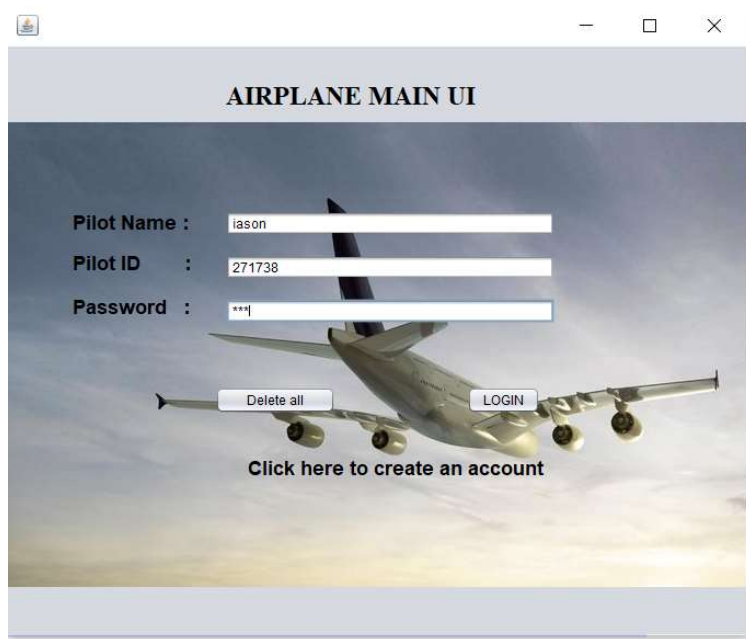 AIRPLANE MAIN UI
Pilot Name : iason
Pilot ID : 271738
Password : ***
Delete all LOGIN
Click here to create an account